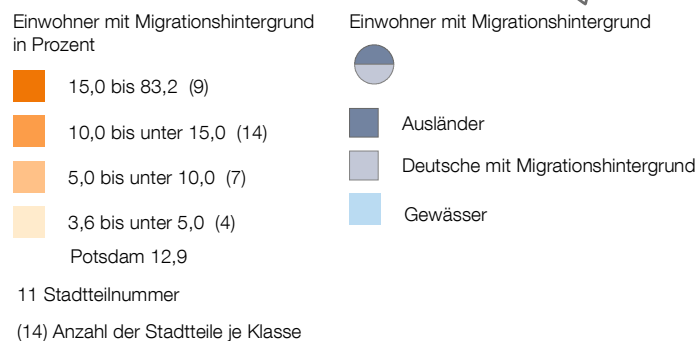 Einwohner mit Migrationshintergrund
in Prozent
15,0 bis 83,2 (9)
10,0 bis unter 15,0 (14)
5,0 bis unter 10,0 (7)
3,6 bis unter 5,0 (4)
Potsdam 12,9
11 Stadtteilnummer
(14) Anzahl der Stadtteile je Klasse
Einwohner mit Migrationshintergrund
Ausländer
Deutsche mit Migrationshintergrund
Gewässer